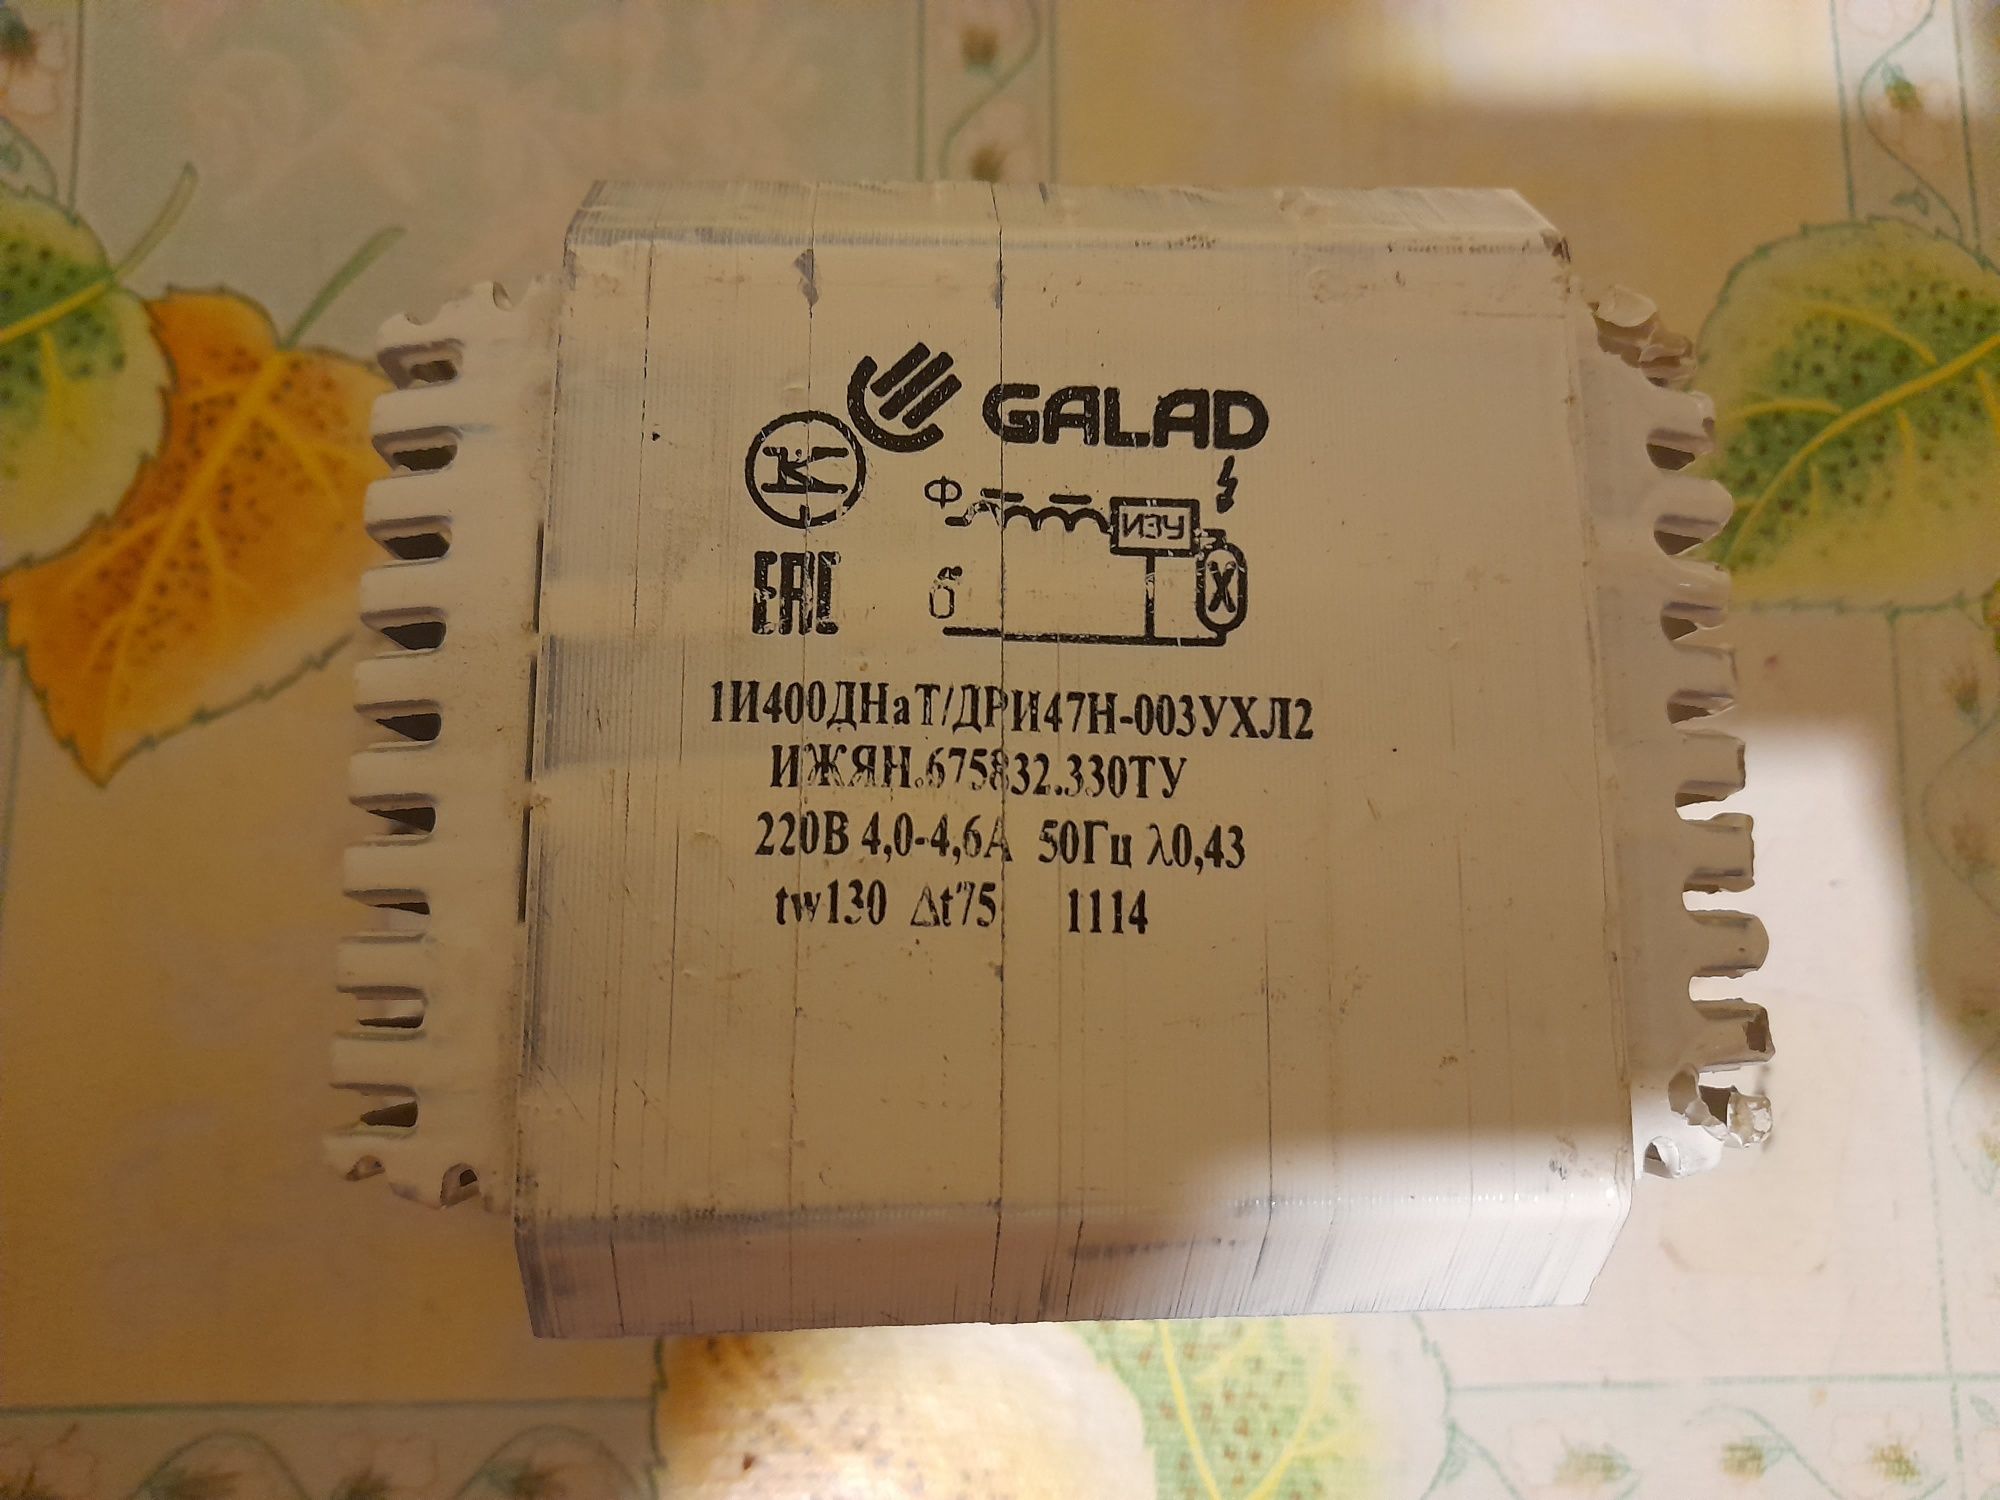 GALAD
Ф
ИЗУ
EAC
б
1И400ДНаТ/ДРИ47Н-003УХЛ2
ИЖЯН.675832.330ТУ
220В 4,0-4,6А 50Гц λ0,43
tw130 Δt75 1114